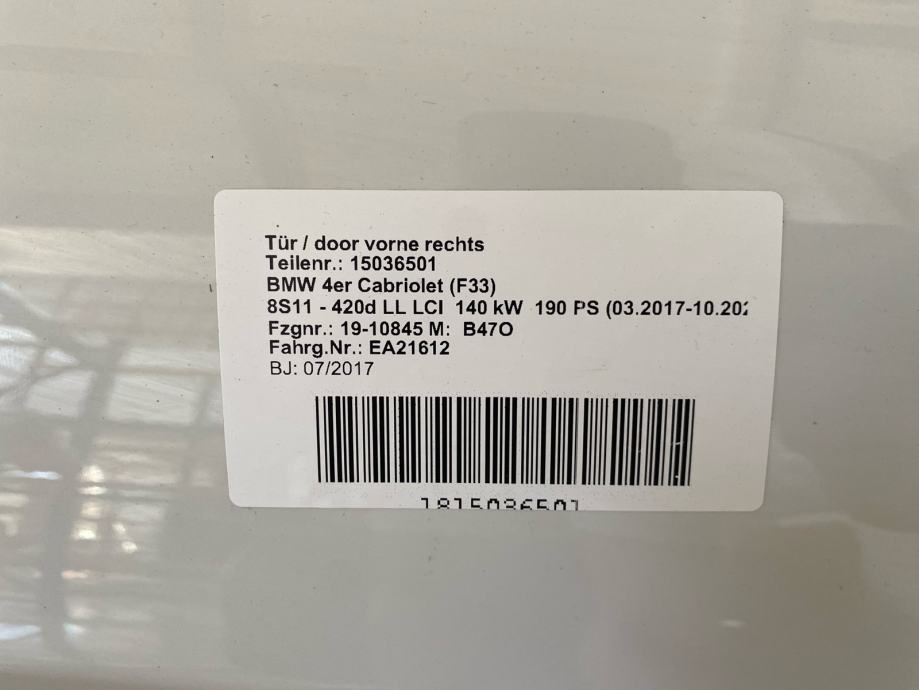 Tür / door vorne rechts
Teilenr.: 15036501
BMW 4er Cabriolet (F33)
8S11 - 420d LL LCI 140 kW 190 PS (03.2017-10.202
Fzgnr.: 19-10845 M: B47O
Fahrg.Nr.: EA21612
BJ: 07/2017
1815036501